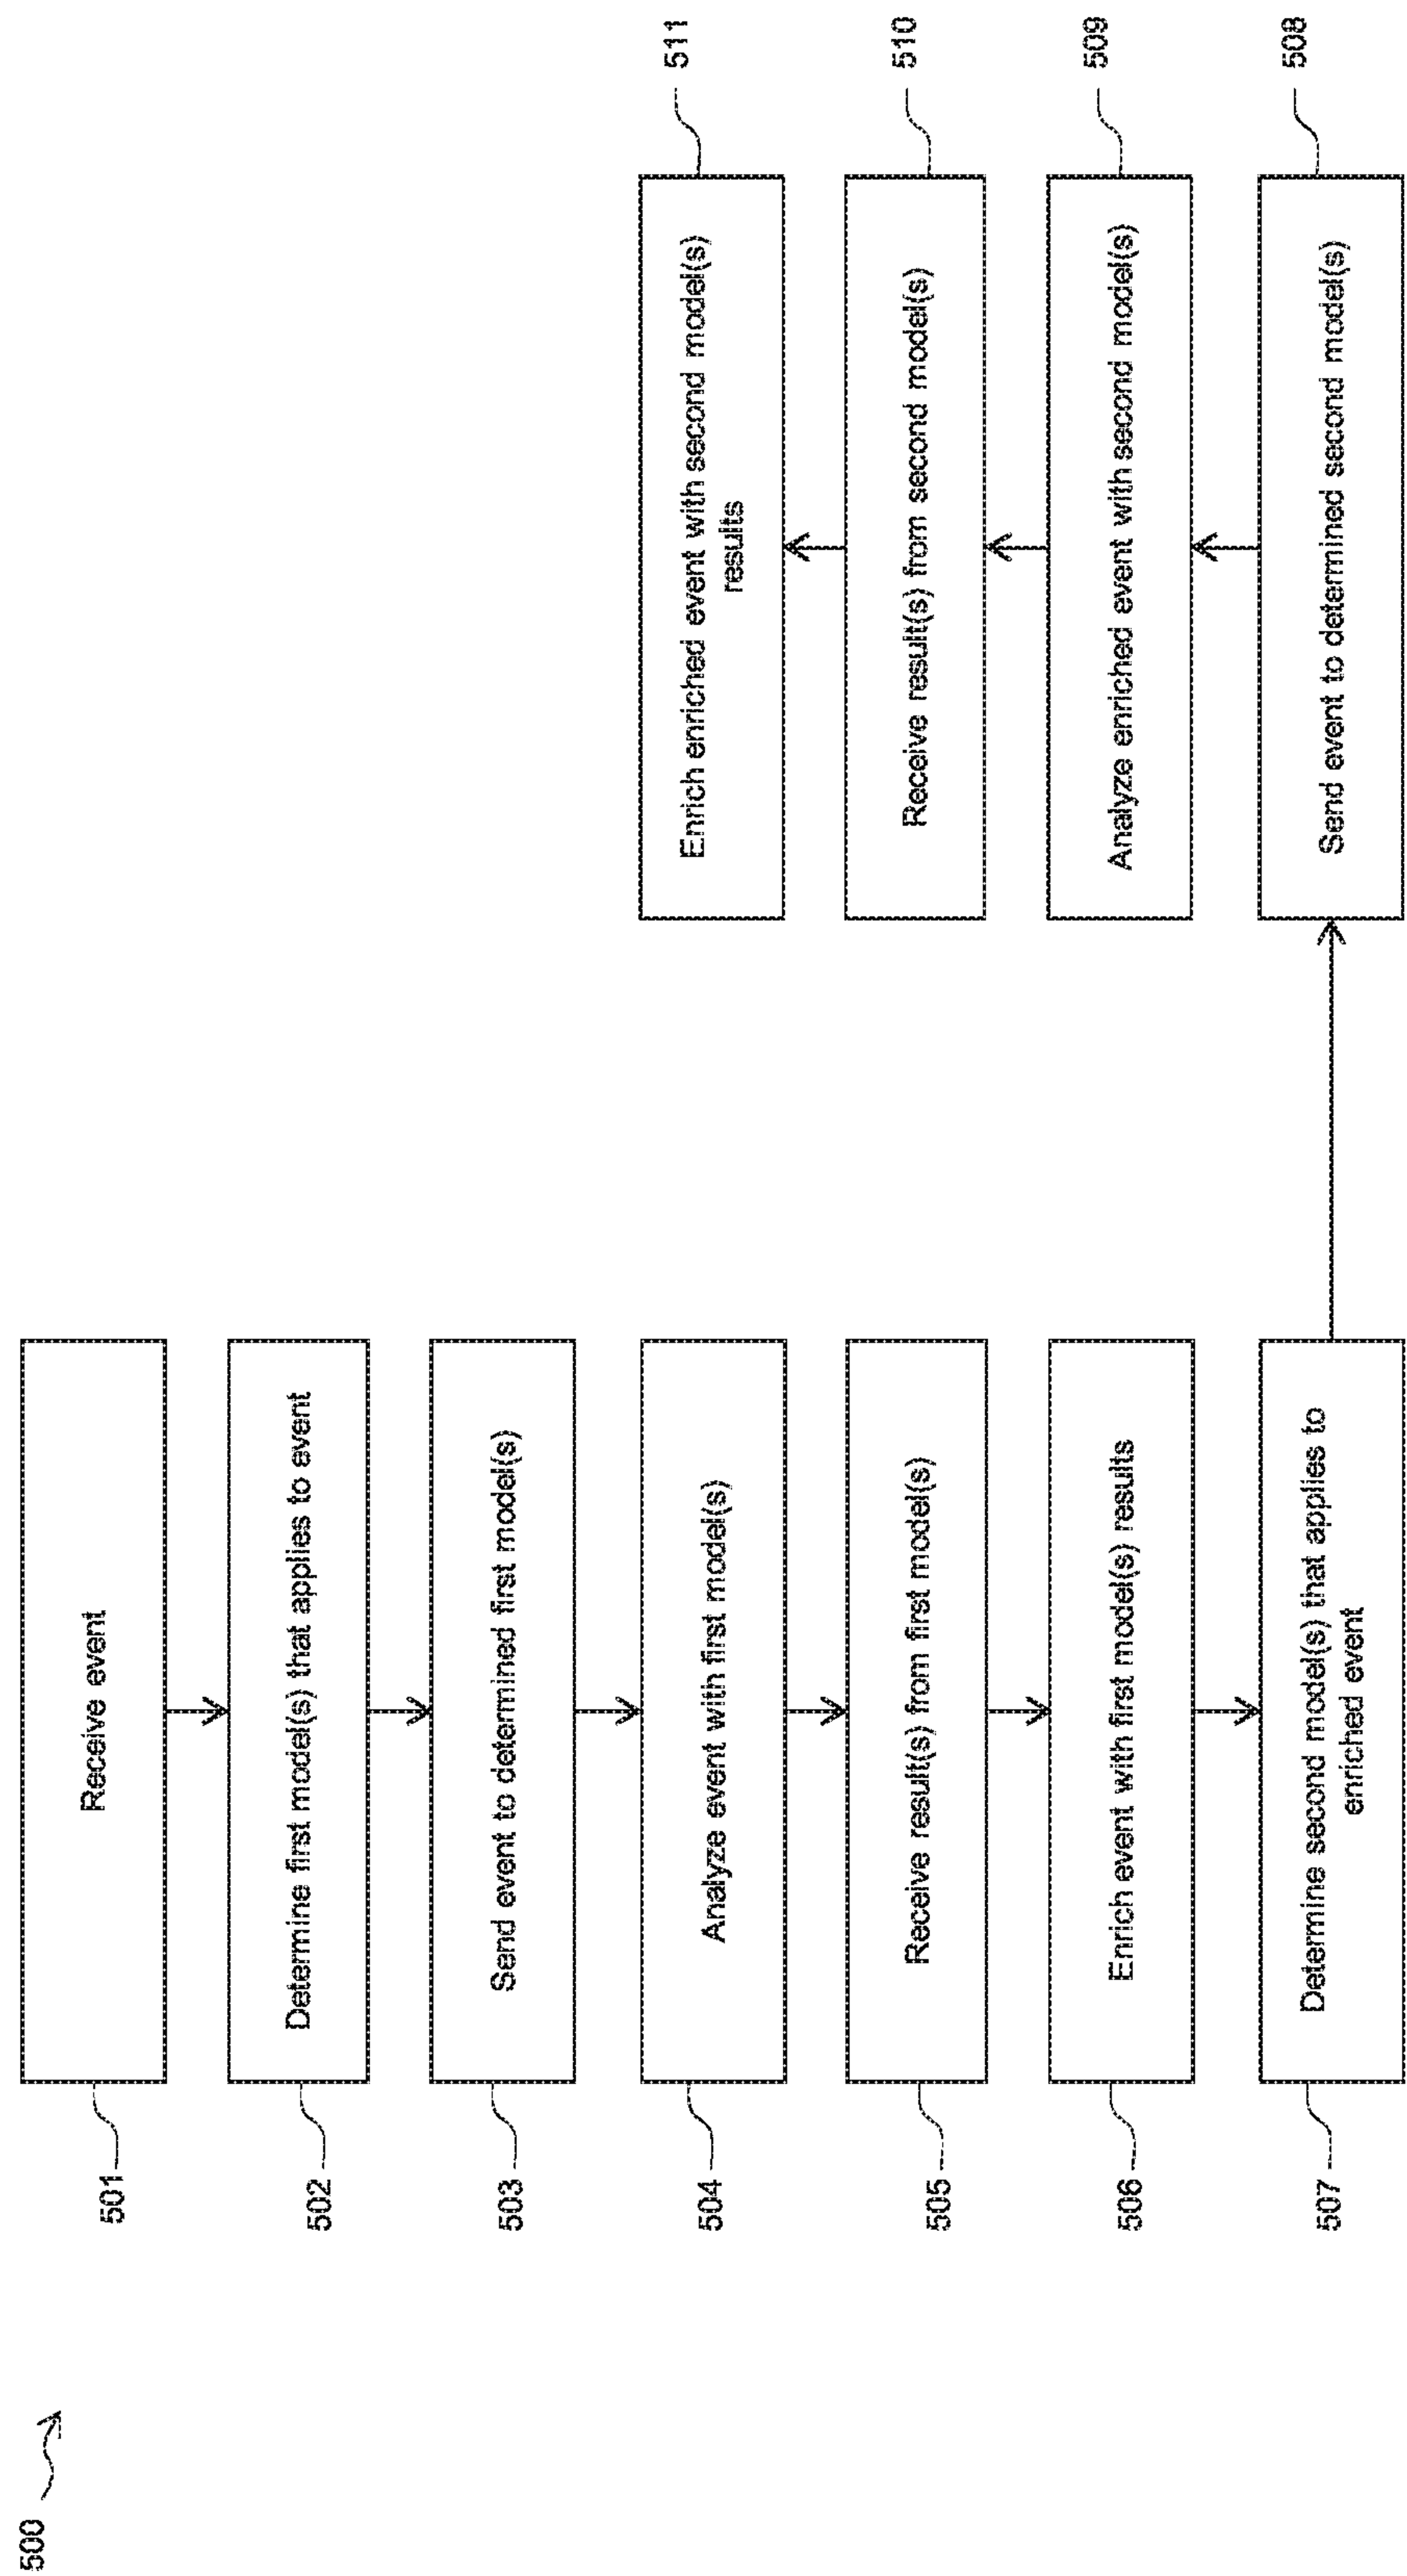 500
501
Receive event
502
Determine first model(s) that applies to event
503
Send event to determined first model(s)
504
Analyze event with first model(s)
505
Receive result(s) from first model(s)
506
Enrich event with first model(s) results
507
Determine second model(s) that applies to
enriched event
508
Send event to determined second model(s)
509
Analyze enriched event with second model(s)
510
Receive result(s) from second model(s)
511
Enrich enriched event with second model(s)
results